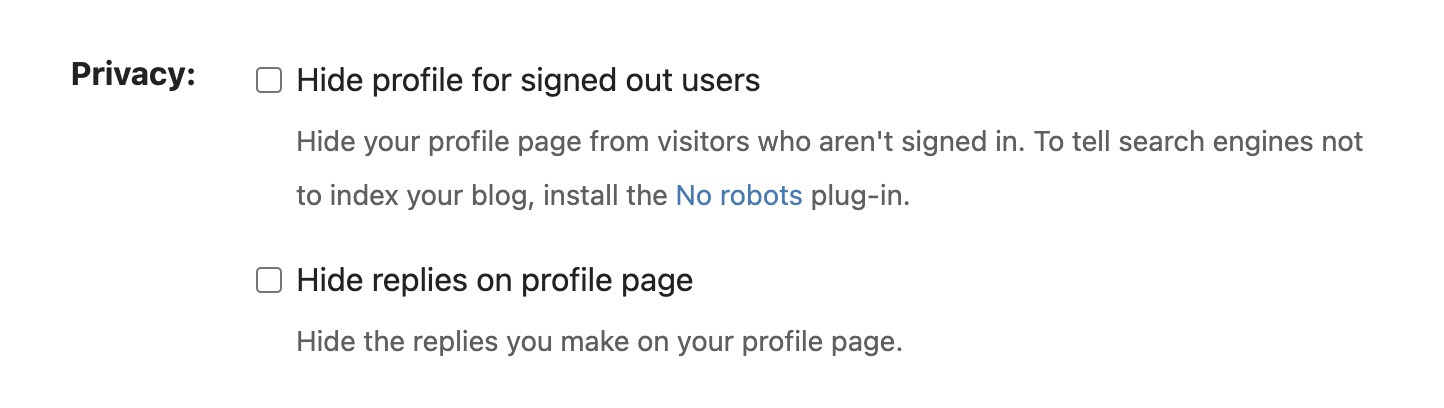 Privacy:
Hide profile for signed out users
Hide your profile page from visitors who aren't signed in. To tell search engines not
to index your blog, install the No robots plug-in.
Hide replies on profile page
Hide the replies you make on your profile page.